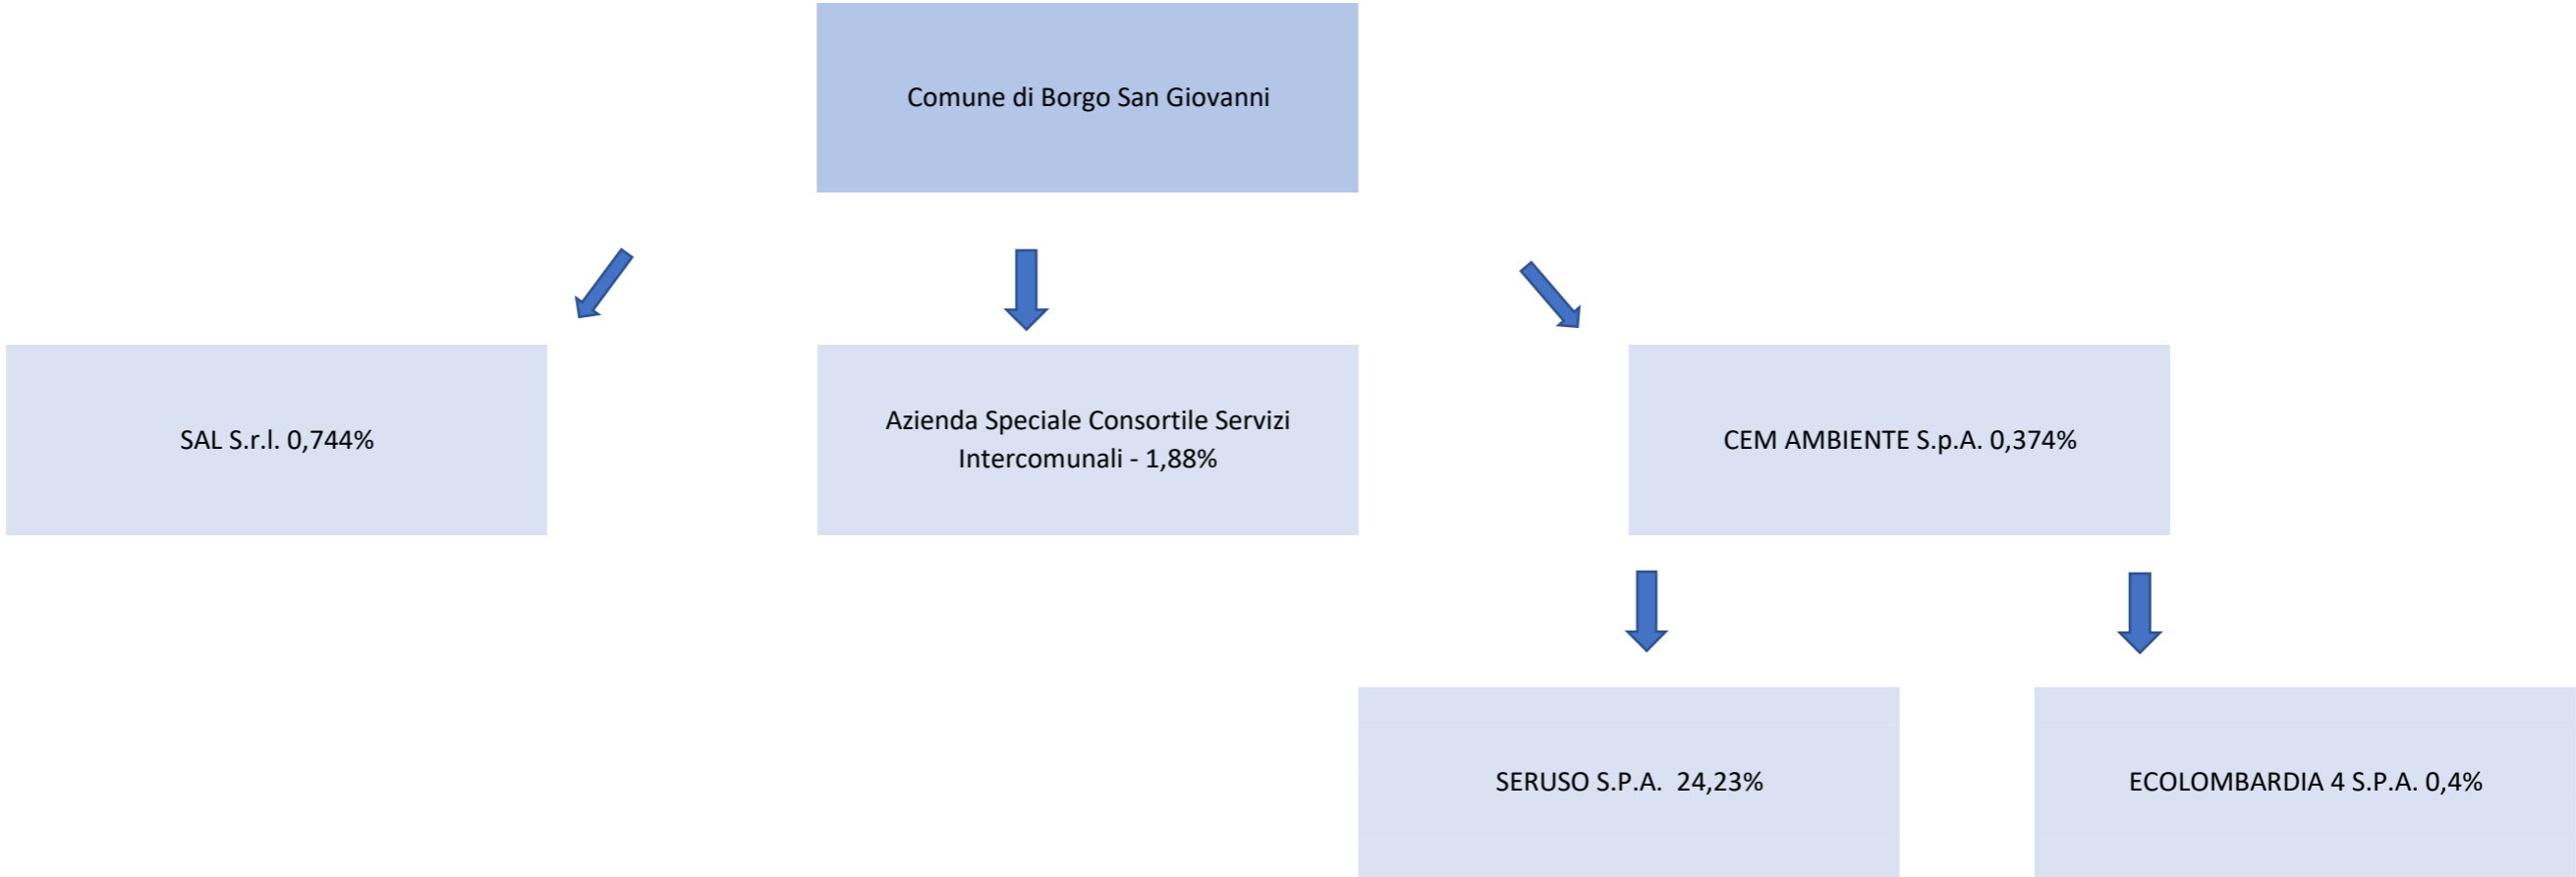 Comune di Borgo San Giovanni
SAL S.r.l. 0,744%
Azienda Speciale Consortile Servizi
Intercomunali - 1,88%
CEM AMBIENTE S.p.A. 0,374%
SERUSO S.P.A. 24,23%
ECOLOMBARDIA 4 S.P.A. 0,4%